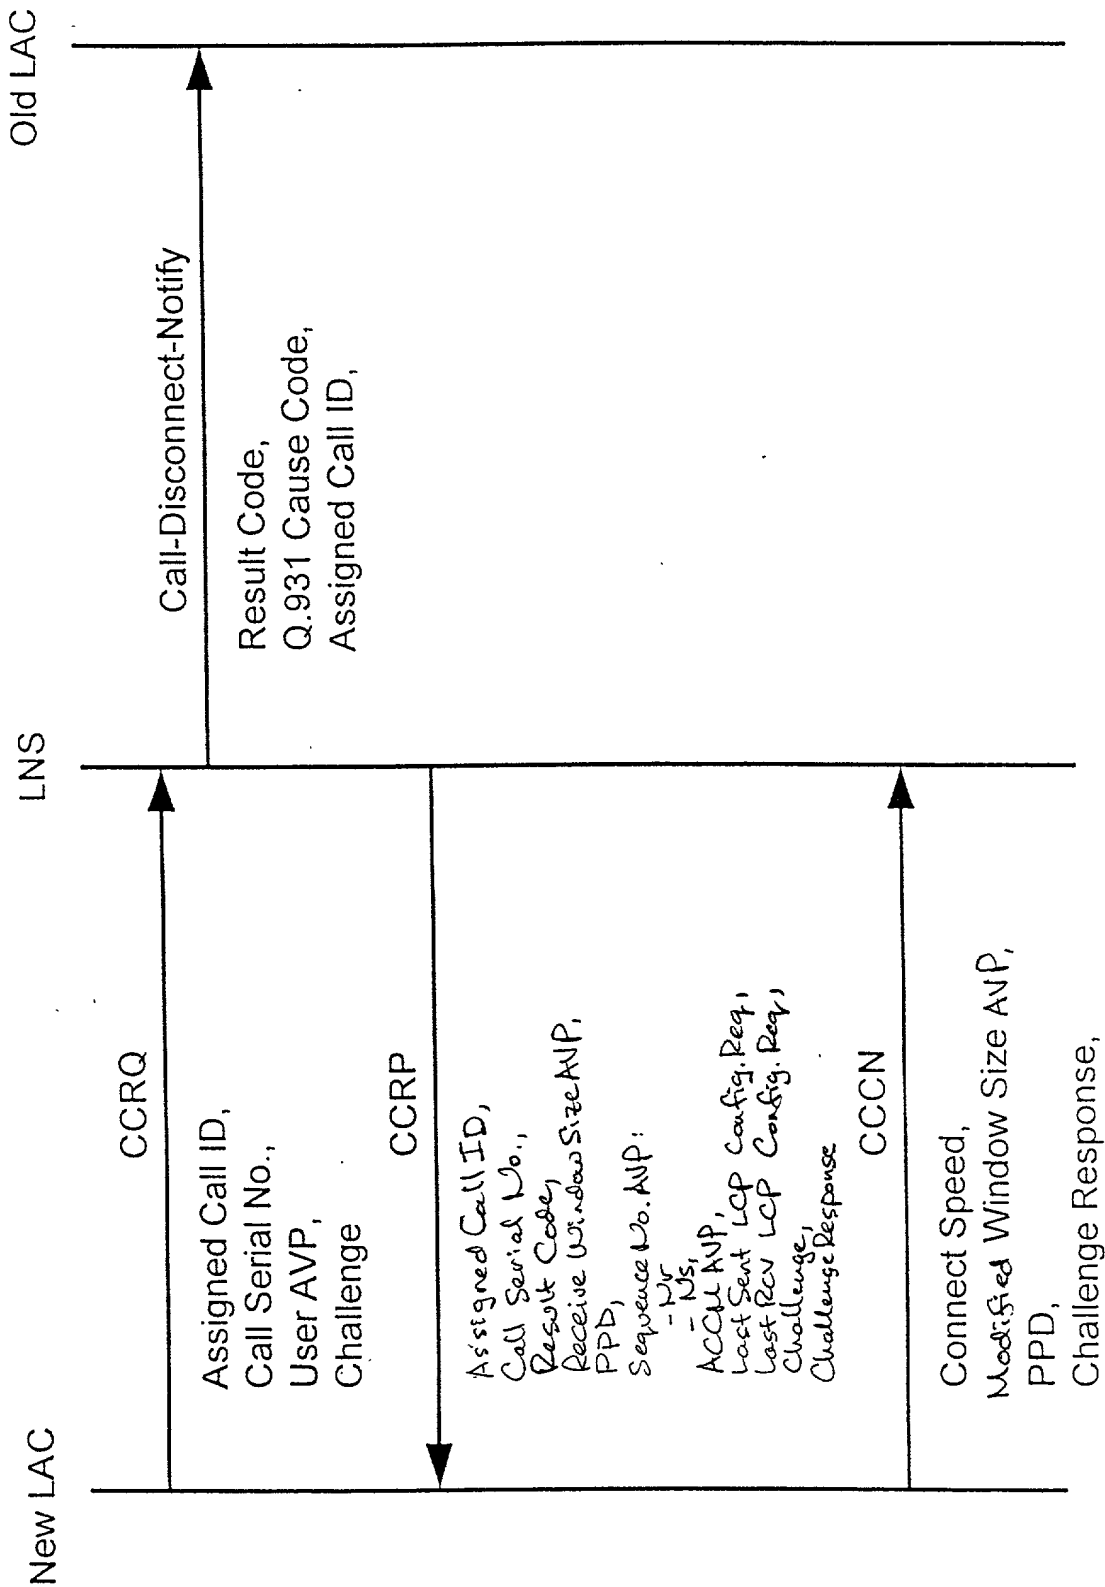 New LAC
LNS
Old LAC
CCRQ
Assigned Call ID,
Call Serial No.,
User AVP,
Challenge
Call-Disconnect-Notify
Result Code,
Q.931 Cause Code,
Assigned Call ID,
CCRP
Assigned Call ID,
Call Serial No.,
Result Code,
Receive Window Size AVP,
PPD,
Sequence No. AVP:
- Nr
- Ns,
ACCM AVP,
Last Sent LCP Config. Req,
Last Rcv LCP Config. Req,
Challenge,
Challenge Response
CCCN
Connect Speed,
Modified Window Size AVP,
PPD,
Challenge Response,